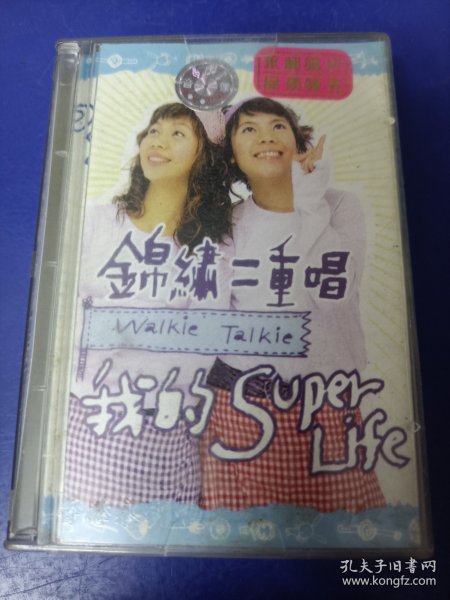 錦繡二重唱
Walkie Talkie
我的Super
Life
孔夫子旧书网
www.kongfz.com